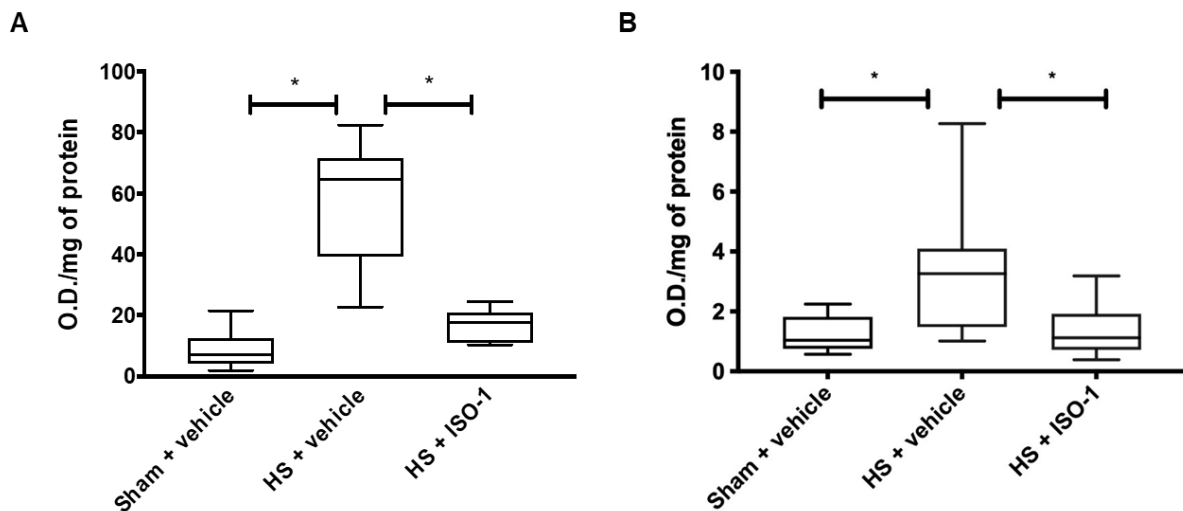 A
B
O.D./mg of protein
100
80
60
40
20
0
*
*
Sham + vehicle
HS + vehicle
HS + ISO-1
O.D./mg of protein
10
8
6
4
2
0
*
*
Sham + vehicle
HS + vehicle
HS + ISO-1